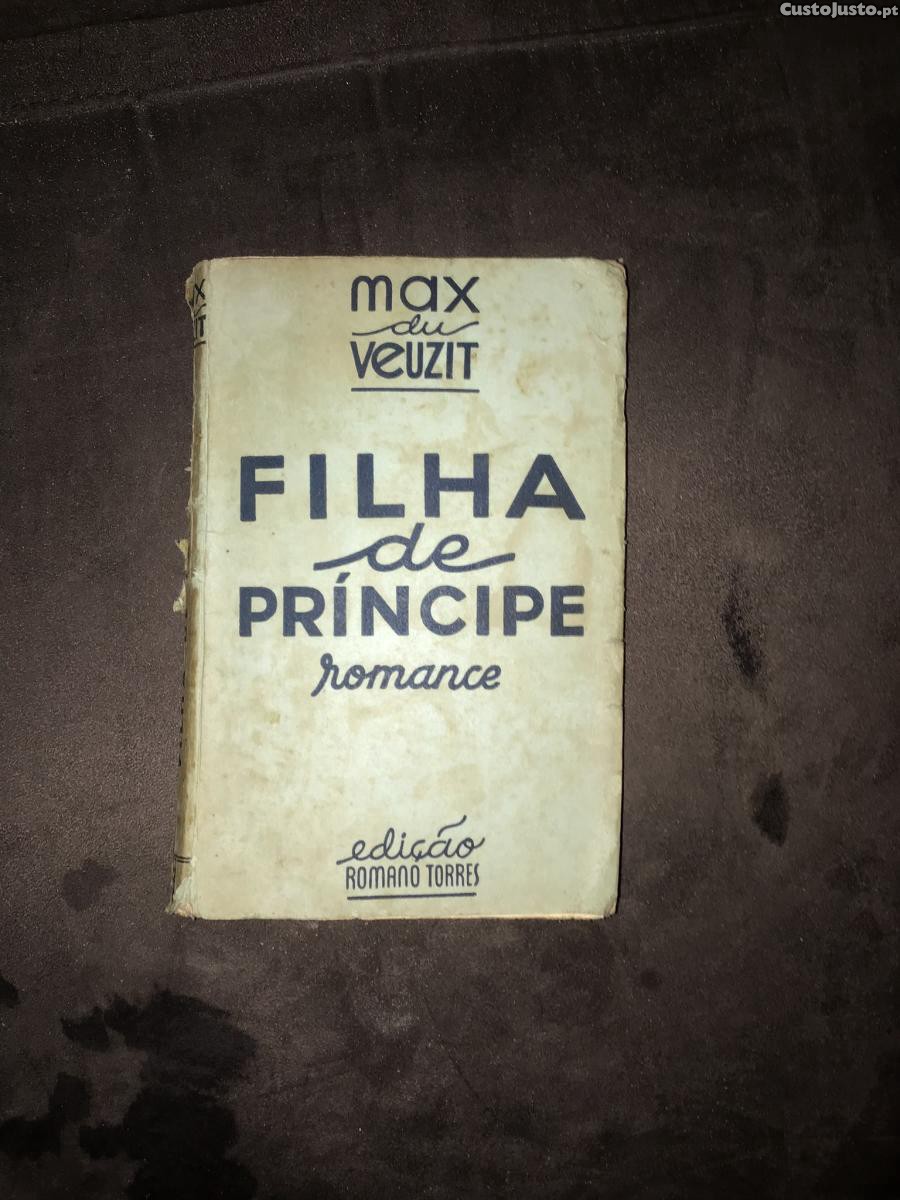 CustoJusto.pt
max
du
VEUZIT
FILHA
de
PRÍNCIPE
romance
edição
ROMANO TORRES